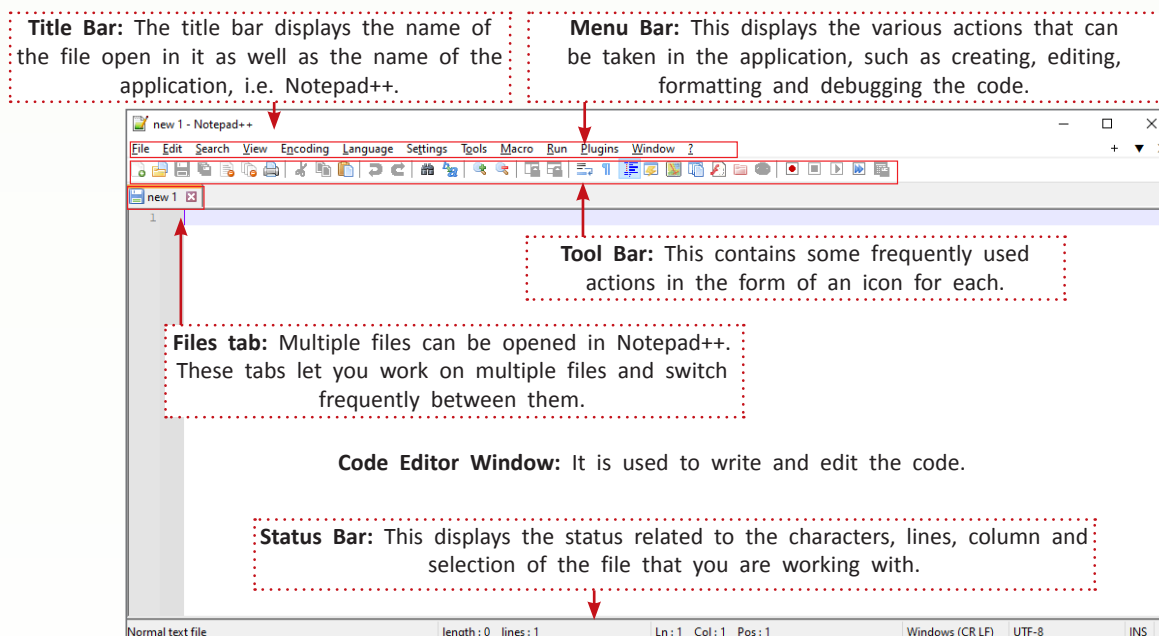 Title Bar: The title bar displays the name of
the file open in it as well as the name of the
application, i.e. Notepad++.
Menu Bar: This displays the various actions that can
be taken in the application, such as creating, editing,
formatting and debugging the code.
new 1 - Notepad++
File Edit Search View Encoding Language Settings Tools Macro Run Plugins Window ?
new 1
1
Tool Bar: This contains some frequently used
actions in the form of an icon for each.
Files tab: Multiple files can be opened in Notepad++.
These tabs let you work on multiple files and switch
frequently between them.
Code Editor Window: It is used to write and edit the code.
Status Bar: This displays the status related to the characters, lines, column and
selection of the file that you are working with.
Normal text file length : 0 lines : 1 Ln : 1 Col : 1 Pos : 1 Windows (CR LF) UTF-8 INS